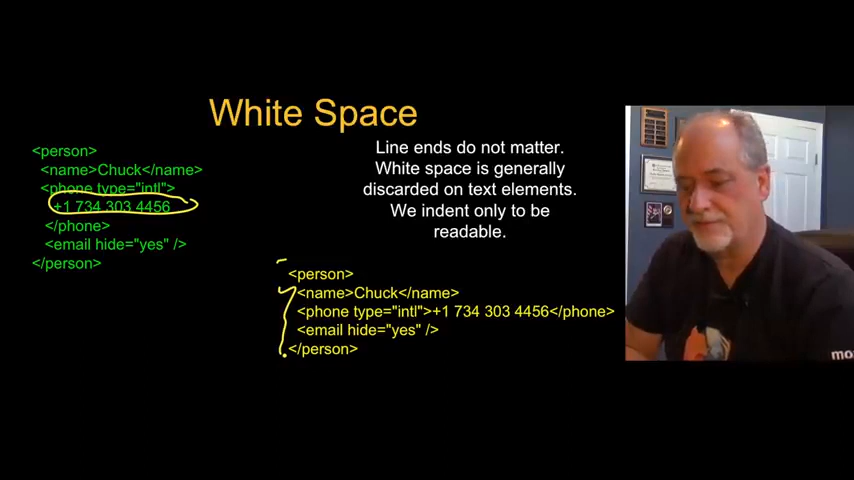 White Space
<person>
<name>Chuck</name>
<phone type="intl">
+1 734 303 4456
</phone>
<email hide="yes" />
</person>
Line ends do not matter.
White space is generally
discarded on text elements.
We indent only to be
readable.
<person>
<name>Chuck</name>
<phone type="intl">+1 734 303 4456</phone>
<email hide="yes" />
</person>
mo